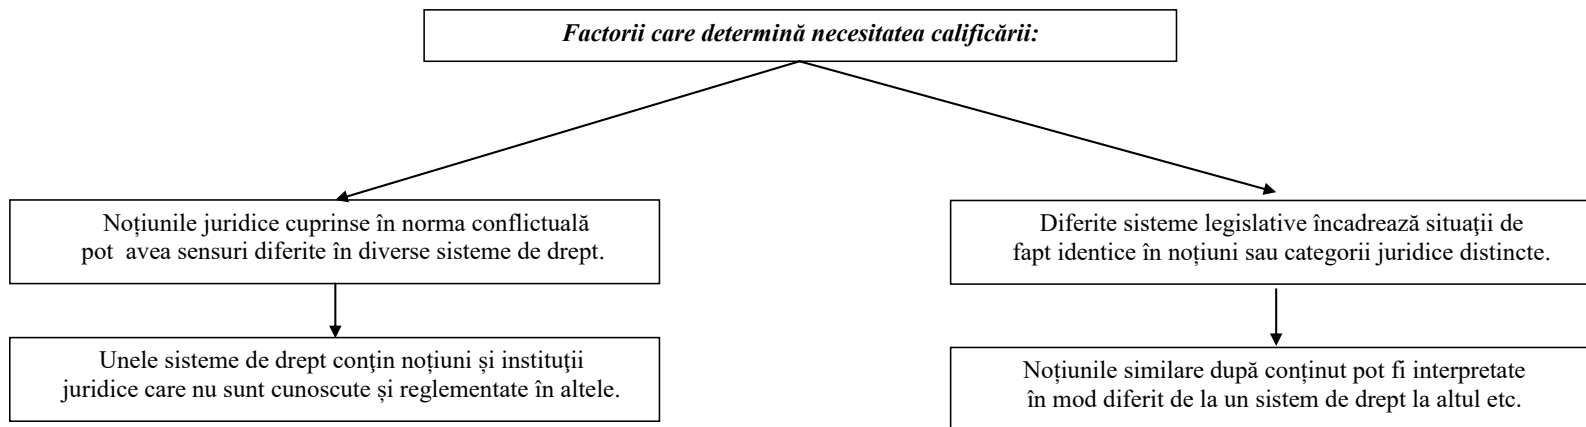 Factorii care determină necesitatea calificării:
Noțiunile juridice cuprinse în norma conflictuală
pot avea sensuri diferite în diverse sisteme de drept.
Diferite sisteme legislative încadrează situaţii de
fapt identice în noțiuni sau categorii juridice distincte.
Unele sisteme de drept conţin noțiuni și instituţii
juridice care nu sunt cunoscute și reglementate în altele.
Noțiunile similare după conținut pot fi interpretate
în mod diferit de la un sistem de drept la altul etc.